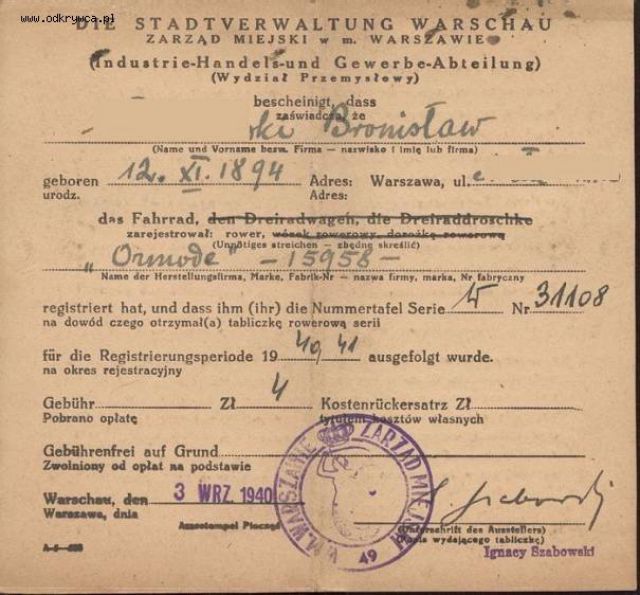 www.odkrywca.pl
DIE STADTVERWALTUNG WARSCHAU
ZARZĄD MIEJSKI w m. WARSZAWIE
(Industrie-Handels-und Gewerbe-Abteilung)
(Wydział Przemysłowy)
bescheinigt, dass
zaświadcza, że
ski Bronisław
(Name und Vorname bezw. Firma — nazwisko i imię lub firma)
geboren 12. XI. 1894 Adres: Warszawa, ul.
urodz. Adres:
das Fahrrad, den Dreiradwagen, die Dreiraddroschke
zarejestrował: rower, wózek rowerowy, dorożkę rowerową
(Unnötiges streichen — zbędne skreślić)
„Ormode" - 15958 -
Name der Herstellungsfirma, Marke, Fabrik-Nr — nazwa firmy, marka, Nr fabryczny
registriert hat, und dass ihm (ihr) die Nummertafel Serie W Nr 31108
na dowód czego otrzymał(a) tabliczkę rowerową serii
für die Registrierungsperiode 19 40/41 ausgefolgt wurde.
na okres rejestracyjny
Gebühr Zł 4 Kostenrückersatrz Zł
Pobrano opłatę tytułem kosztów własnych
Gebührenfrei auf Grund
Zwolniony od opłat na podstawie
Warschau, den 3 WRZ. 1940
Warszawa, dnia
Amtsstempel Pieczęć
ZARZĄD MIEJSKI W M. WARSZAWIE
49
(Unterschrift des Ausstellers)
(Podpis wydającego tabliczkę)
Ignacy Szabowski